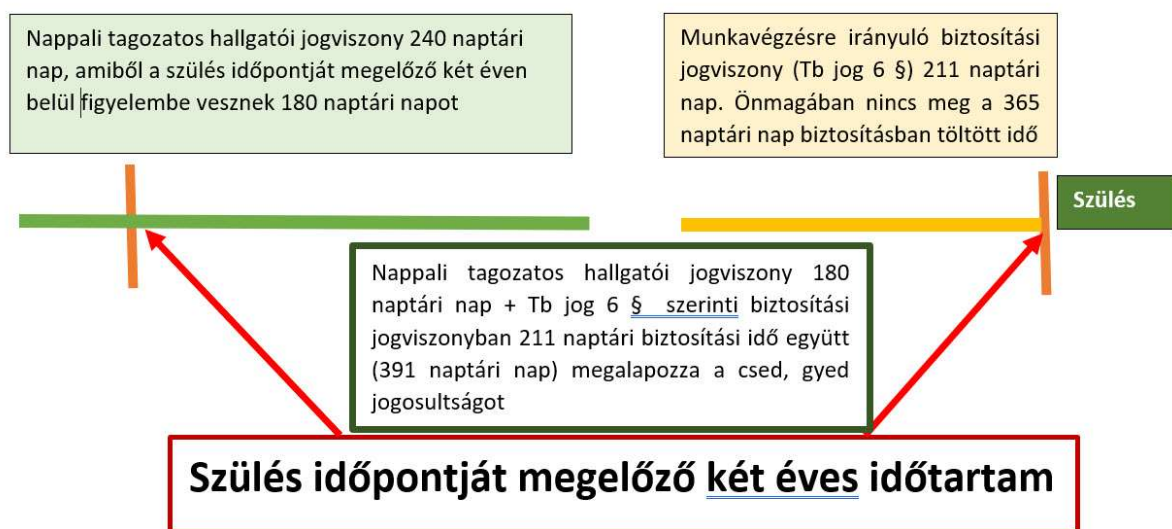 Nappali tagozatos hallgatói jogviszony 240 naptári
nap, amiből a szülés időpontját megelőző két éven
belül figyelembe vesznek 180 naptári napot
Munkavégzésre irányuló biztosítási
jogviszony (Tb jog 6 §) 211 naptári
nap. Önmagában nincs meg a 365
naptári nap biztosításban töltött idő
Szülés
Nappali tagozatos hallgatói jogviszony 180
naptári nap + Tb jog 6 § szerinti biztosítási
jogviszonyban 211 naptári biztosítási idő együtt
(391 naptári nap) megalapozza a csed, gyed
jogosultságot
Szülés időpontját megelőző két éves időtartam